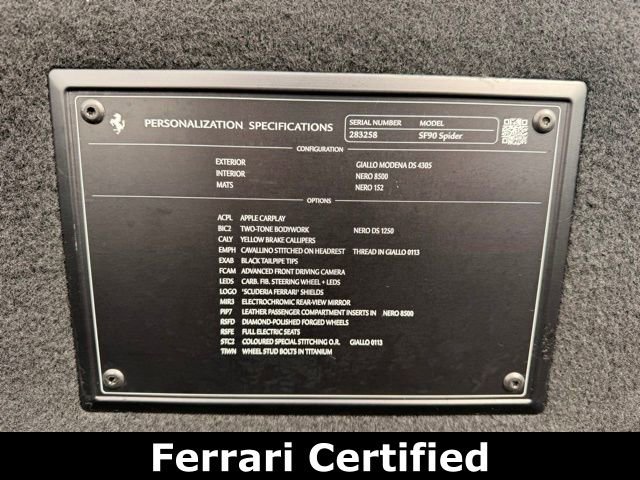 PERSONALIZATION SPECIFICATIONS
SERIAL NUMBER MODEL
283258 SF90 Spider
CONFIGURATION
EXTERIOR GIALLO MODENA DS 4305
INTERIOR NERO 8500
MATS NERO 152
OPTIONS
ACPL APPLE CARPLAY
BIC2 TWO-TONE BODYWORK NERO DS 1250
CALY YELLOW BRAKE CALLIPERS
EMPH CAVALLINO STITCHED ON HEADREST THREAD IN GIALLO 0113
EXAB BLACK TAILPIPE TIPS
FCAM ADVANCED FRONT DRIVING CAMERA
LEDS CARB. FIB. STEERING WHEEL + LEDS
LOGO "SCUDERIA FERRARI" SHIELDS
MIR3 ELECTROCHROMIC REAR-VIEW MIRROR
PIP7 LEATHER PASSENGER COMPARTMENT INSERTS IN NERO 8500
RSFD DIAMOND-POLISHED FORGED WHEELS
RSFE FULL ELECTRIC SEATS
STC2 COLOURED SPECIAL STITCHING O.R. GIALLO 0113
TIWN WHEEL STUD BOLTS IN TITANIUM
Ferrari Certified